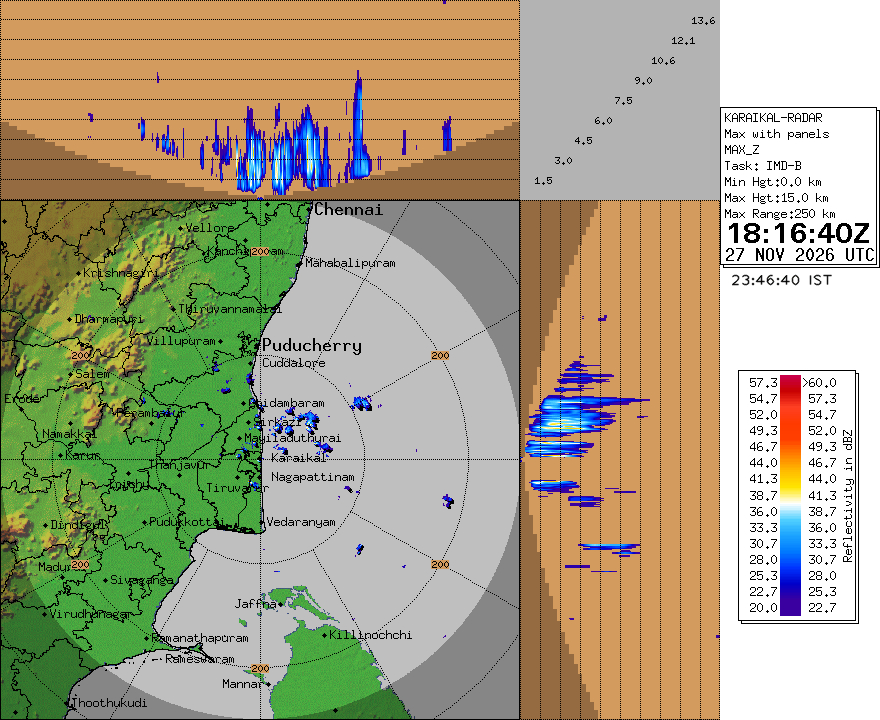 13.6
12.1
10.6
9.0
7.5
6.0
4.5
3.0
1.5
KARAIKAL-RADAR
Max with panels
MAX_Z
Task: IMD-B
Min Hgt:0.0 km
Max Hgt:15.0 km
Max Range:250 km
18:16:40Z
27 NOV 2026 UTC
23:46:40 IST
Chennai
Vellore
200
Mahabalipuram
Krishnagiri
Thiruvannamalai
Dharmapuri
Villupuram
Puducherry
200
200
Cuddalore
Salem
Erode
Chidambaram
Perambalur
Sirkazi
Namakkal
Mayiladuthurai
Karur
Karaikal
Thanjavur
Nagapattinam
Tiruvarur
Dindigul
Pudukkottai
Vedaranyam
200
200
Madurai
Sivaganga
Jaffna
Virudhunagar
Ramanathapuram
Killinochchi
Rameswaram
200
Mannar
Thoothukudi
57.3 >60.0
54.7 57.3
52.0 54.7
49.3 52.0
46.7 49.3
44.0 46.7
41.3 44.0
38.7 41.3
36.0 38.7
33.3 36.0
30.7 33.3
28.0 30.7
25.3 28.0
22.7 25.3
20.0 22.7
Reflectivity in dBZ